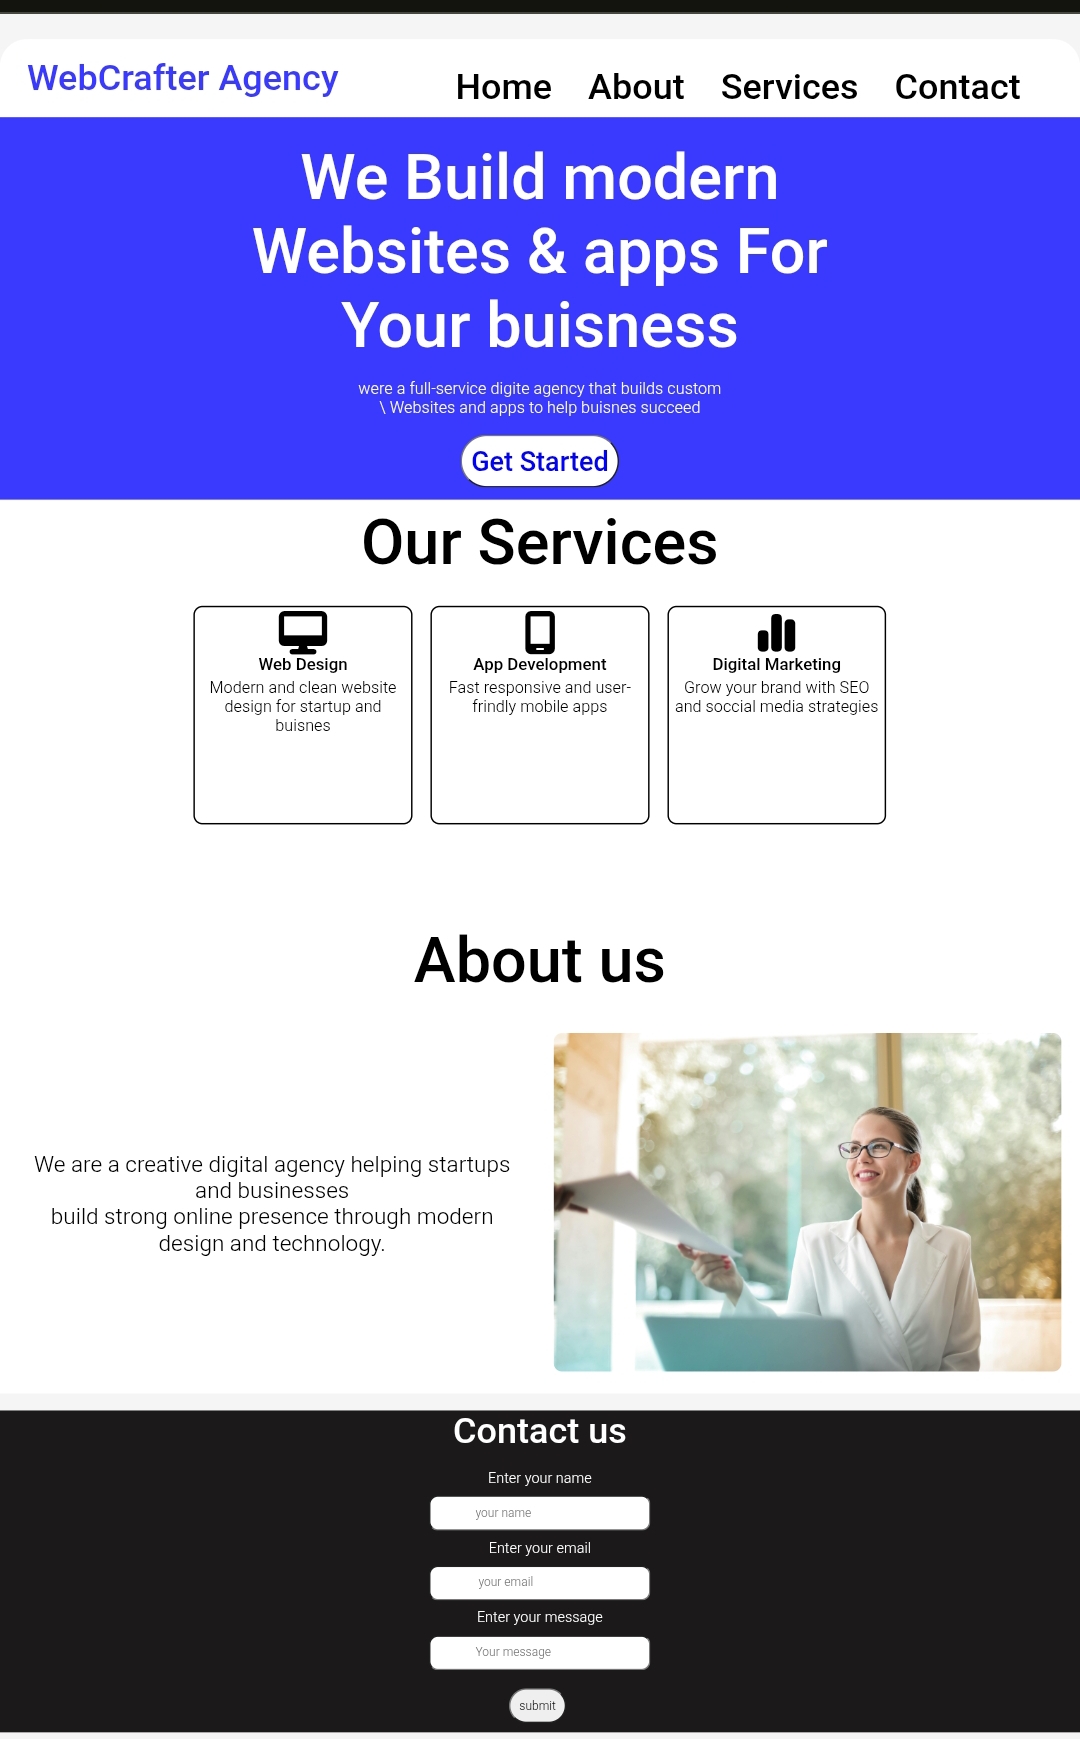 WebCrafter Agency
Home About Services Contact
We Build modern
Websites & apps For
Your buisness
were a full-service digite agency that builds custom
\ Websites and apps to help buisnes succeed
Get Started
Our Services
Web Design
Modern and clean website
design for startup and
buisnes
App Development
Fast responsive and user-
frindly mobile apps
Digital Marketing
Grow your brand with SEO
and soccial media strategies
About us
We are a creative digital agency helping startups
and businesses
build strong online presence through modern
design and technology.
Contact us
Enter your name
your name
Enter your email
your email
Enter your message
Your message
submit